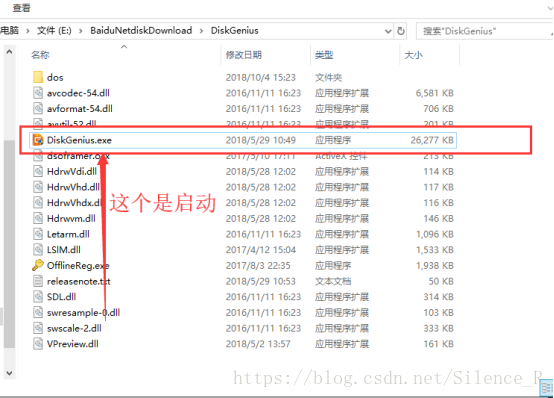 查看
电脑 › 文件 (E:) › BaiduNetdiskDownload › DiskGenius 搜索"DiskGenius"
名称 修改日期 类型 大小
dos 2018/10/4 15:23 文件夹
avcodec-54.dll 2016/11/11 16:23 应用程序扩展 6,581 KB
avformat-54.dll 2016/11/11 16:23 应用程序扩展 706 KB
avutil-52.dll 2016/11/11 16:23 应用程序扩展 201 KB
DiskGenius.exe 2018/5/29 10:49 应用程序 26,277 KB
dsoframer.ocx 2017/5/10 17:11 ActiveX 控件 213 KB
HdrwVdi.dll 2018/5/28 12:02 应用程序扩展 114 KB
HdrwVhd.dll 2018/5/28 12:02 应用程序扩展 117 KB
HdrwVhdx.dll 2018/5/28 12:02 应用程序扩展 116 KB
Hdrwvm.dll 2018/5/28 12:02 应用程序扩展 146 KB
这个是启动
Letarm.dll 2016/11/11 16:23 应用程序扩展 1,096 KB
LSIM.dll 2017/4/12 15:04 应用程序扩展 1,533 KB
OfflineReg.exe 2017/8/3 22:35 应用程序 1,938 KB
releasenote.txt 2018/5/29 10:53 文本文档 50 KB
SDL.dll 2016/11/11 16:23 应用程序扩展 314 KB
swresample-0.dll 2016/11/11 16:23 应用程序扩展 103 KB
swscale-2.dll 2016/11/11 16:23 应用程序扩展 333 KB
VPreview.dll 2018/5/2 13:57 应用程序扩展 161 KB
https://blog.csdn.net/Silence_R